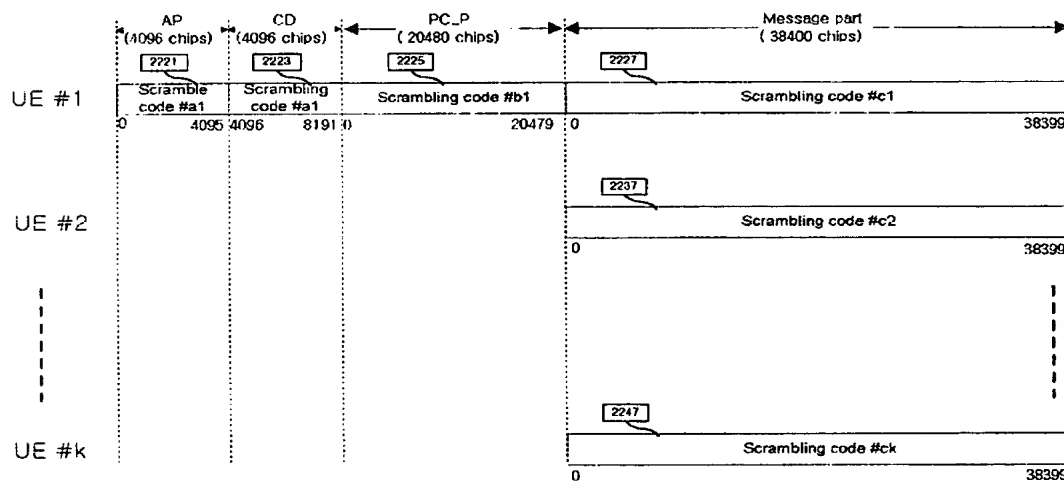 AP
(4096 chips)
CD
(4096 chips)
PC_P
( 20480 chips)
Message part
( 38400 chips)
2221
2223
2225
2227
UE #1
Scramble
code #a1
Scrambling
code #a1
Scrambling code #b1
Scrambling code #c1
0
4095
4096
8191
0
20479
0
38399
2237
UE #2
Scrambling code #c2
0
38399
2247
UE #k
Scrambling code #ck
0
38399